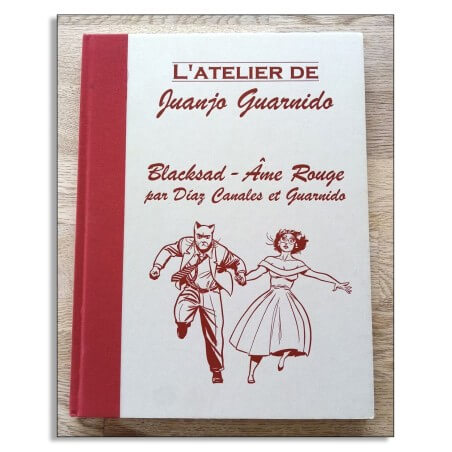 L'ATELIER DE
Juanjo Guarnido
Blacksad - Âme Rouge
par Díaz Canales et Guarnido